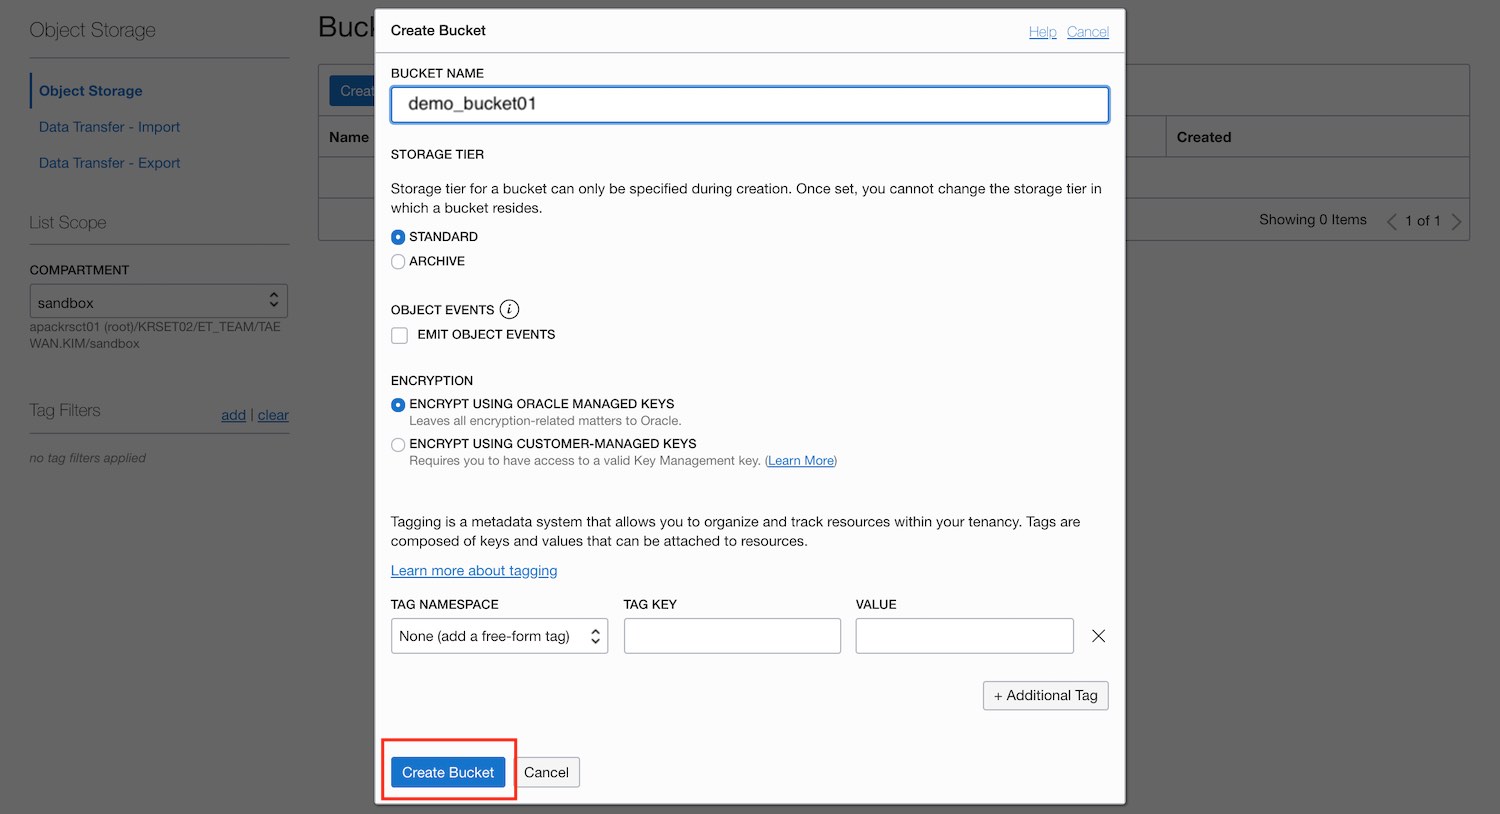 Object Storage
Object Storage
Data Transfer - Import
Data Transfer - Export
List Scope
COMPARTMENT
sandbox
apackrsct01 (root)/KRSET02/ET_TEAM/TAE
WAN.KIM/sandbox
Tag Filters
add | clear
no tag filters applied
Name
Created
Showing 0 Items
1 of 1
Create Bucket
Help
Cancel
BUCKET NAME
demo_bucket01
STORAGE TIER
Storage tier for a bucket can only be specified during creation. Once set, you cannot change the storage tier in
which a bucket resides.
STANDARD
ARCHIVE
OBJECT EVENTS i
EMIT OBJECT EVENTS
ENCRYPTION
ENCRYPT USING ORACLE MANAGED KEYS
Leaves all encryption-related matters to Oracle.
ENCRYPT USING CUSTOMER-MANAGED KEYS
Requires you to have access to a valid Key Management key. (Learn More)
Tagging is a metadata system that allows you to organize and track resources within your tenancy. Tags are
composed of keys and values that can be attached to resources.
Learn more about tagging
TAG NAMESPACE
TAG KEY
VALUE
None (add a free-form tag)
+ Additional Tag
Create Bucket
Cancel